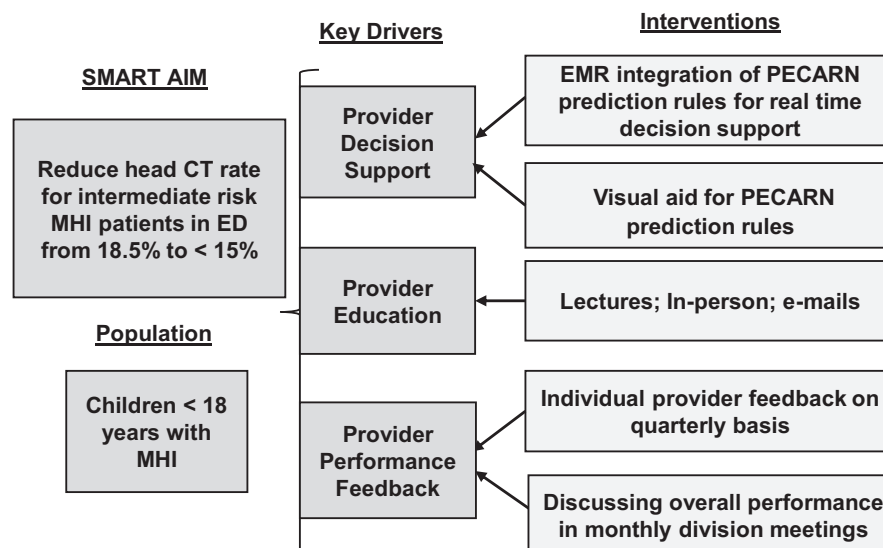 SMART AIM
Reduce head CT rate
for intermediate risk
MHI patients in ED
from 18.5% to < 15%
Population
Children < 18
years with
MHI
Key Drivers
Provider
Decision
Support
Provider
Education
Provider
Performance
Feedback
Interventions
EMR integration of PECARN
prediction rules for real time
decision support
Visual aid for PECARN
prediction rules
Lectures; In-person; e-mails
Individual provider feedback on
quarterly basis
Discussing overall performance
in monthly division meetings